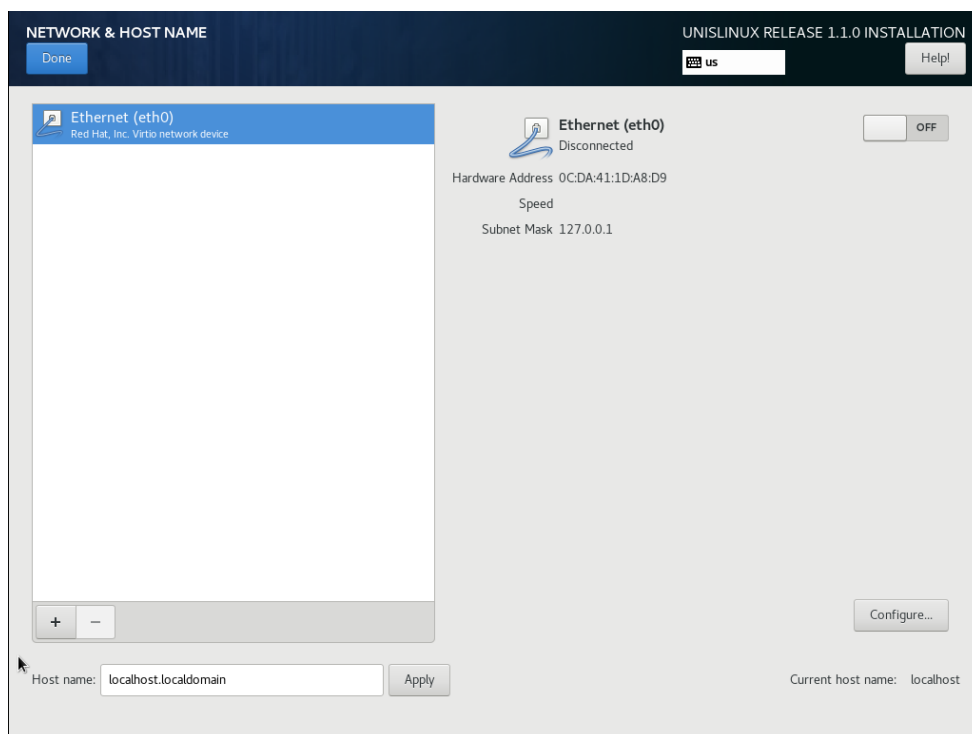 NETWORK & HOST NAME
UNISLINUX RELEASE 1.1.0 INSTALLATION
Done
us
Help!
Ethernet (eth0)
Red Hat, Inc. Virtio network device
Ethernet (eth0)
Disconnected
OFF
Hardware Address 0C:DA:41:1D:A8:D9
Speed
Subnet Mask 127.0.0.1
+ −
Configure...
Host name: localhost.localdomain Apply
Current host name: localhost